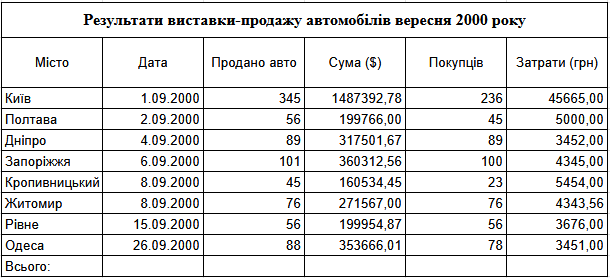 Результати виставки-продажу автомобілів вересня 2000 року
Місто Дата Продано авто Сума ($) Покупців Затрати (грн)
Київ 1.09.2000 345 1487392,78 236 45665,00
Полтава 2.09.2000 56 199766,00 45 5000,00
Дніпро 4.09.2000 89 317501,67 89 3452,00
Запоріжжя 6.09.2000 101 360312,56 100 4345,00
Кропивницький 8.09.2000 45 160534,45 23 5454,00
Житомир 8.09.2000 76 271567,00 76 4343,56
Рівне 15.09.2000 56 199954,87 56 3676,00
Одеса 26.09.2000 88 353666,01 78 3451,00
Всього: